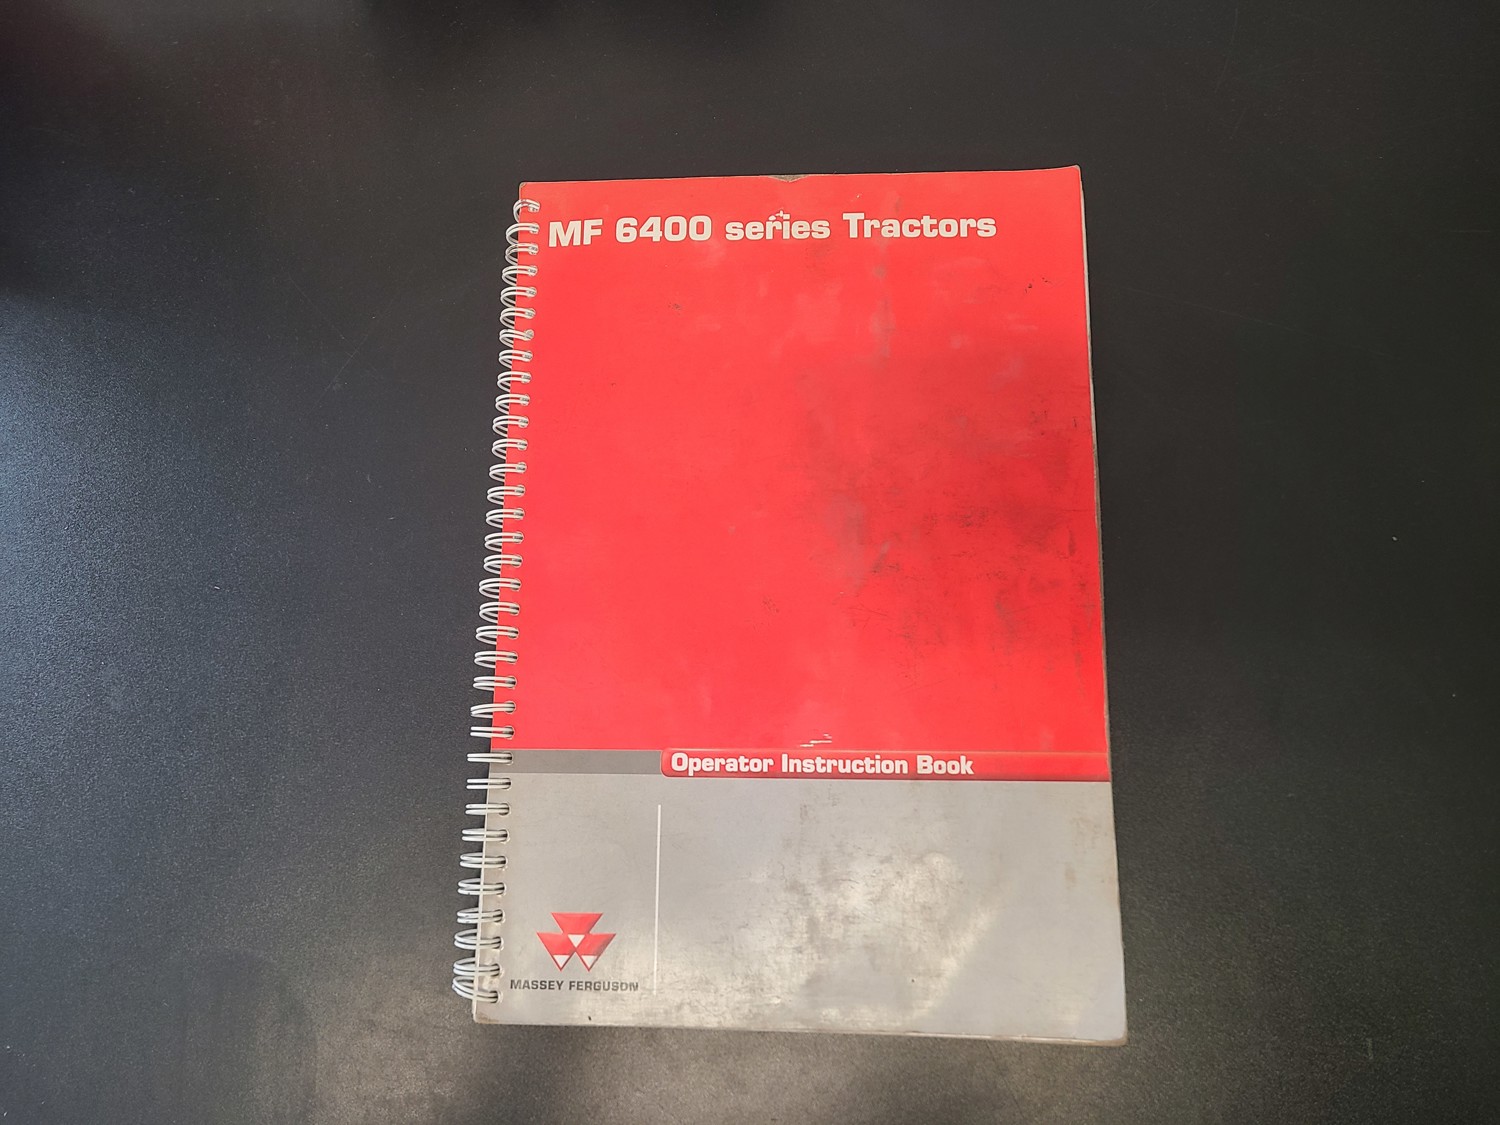 MF 6400 series Tractors
Operator Instruction Book
MASSEY FERGUSON